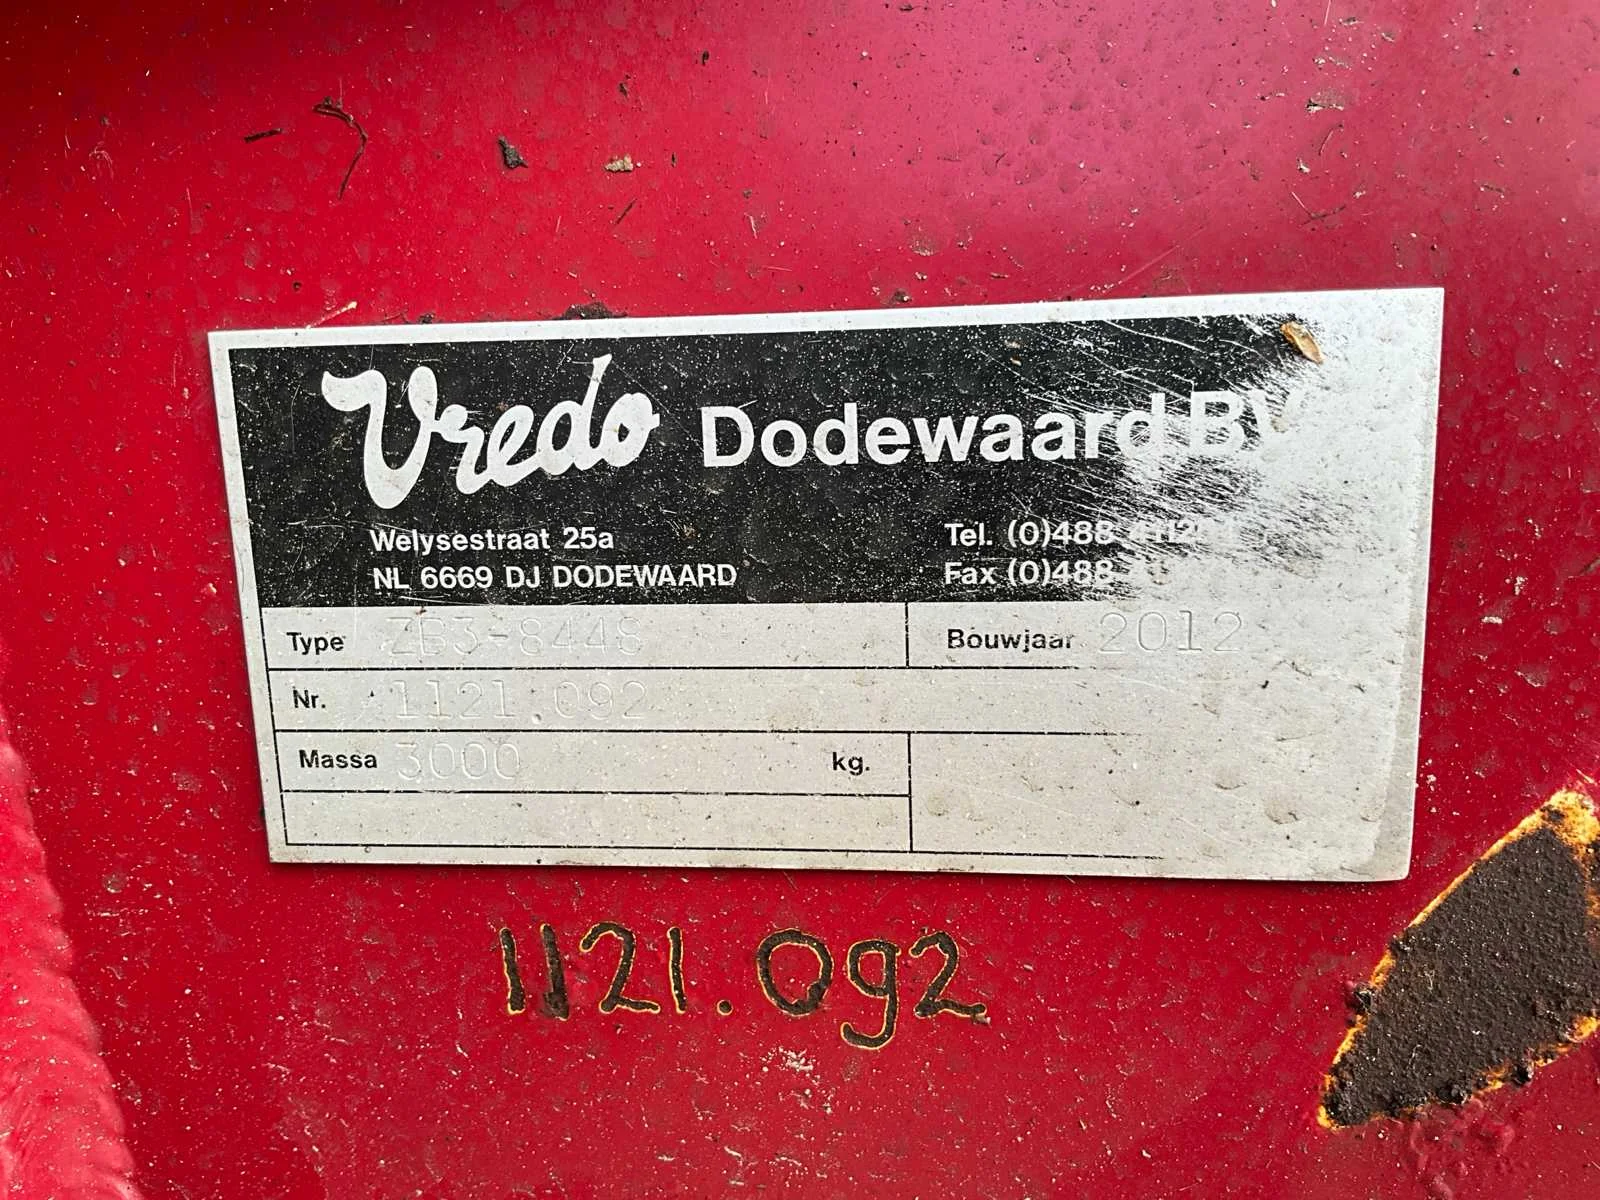 Vredo Dodewaard BV
Welysestraat 25a
Tel. (0)488
NL 6669 DJ DODEWAARD
Fax (0)488
Type ZB3-8448
Bouwjaar 2012
Nr. 1121.092
Massa 3000 kg.
1121.092